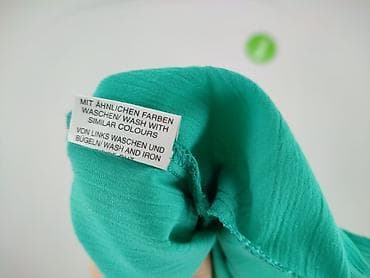 MIT ÄHNLICHEN FARBEN
WASCHEN/ WASH WITH
SIMILAR COLOURS
VON LINKS WASCHEN UND
BÜGELN/ WASH AND IRON